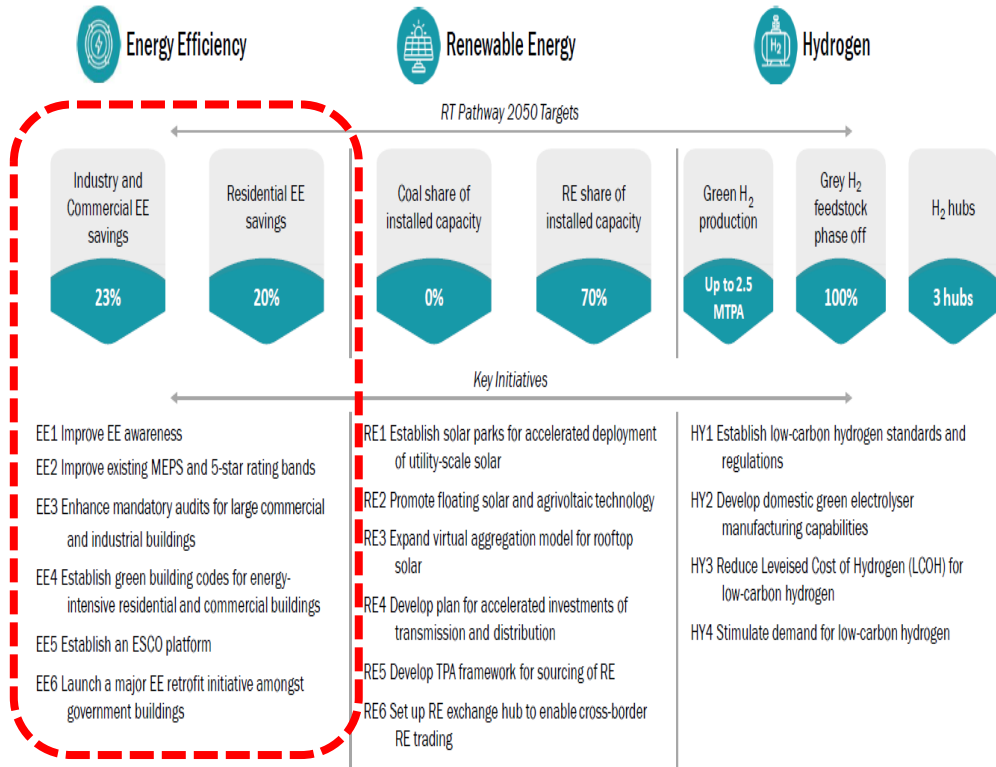 Energy Efficiency
Renewable Energy
H2
Hydrogen
RT Pathway 2050 Targets
Industry and
Commercial EE
savings
23%
Residential EE
savings
20%
Coal share of
installed capacity
0%
RE share of
installed capacity
70%
Green H2
production
Up to 2.5
MTPA
Grey H2
feedstock
phase off
100%
H2 hubs
3 hubs
Key Initiatives
EE1 Improve EE awareness
EE2 Improve existing MEPS and 5-star rating bands
EE3 Enhance mandatory audits for large commercial
and industrial buildings
EE4 Establish green building codes for energy-
intensive residential and commercial buildings
EE5 Establish an ESCO platform
EE6 Launch a major EE retrofit initiative amongst
government buildings
RE1 Establish solar parks for accelerated deployment
of utility-scale solar
RE2 Promote floating solar and agrivoltaic technology
RE3 Expand virtual aggregation model for rooftop
solar
RE4 Develop plan for accelerated investments of
transmission and distribution
RE5 Develop TPA framework for sourcing of RE
RE6 Set up RE exchange hub to enable cross-border
RE trading
HY1 Establish low-carbon hydrogen standards and
regulations
HY2 Develop domestic green electrolyser
manufacturing capabilities
HY3 Reduce Leveised Cost of Hydrogen (LCOH) for
low-carbon hydrogen
HY4 Stimulate demand for low-carbon hydrogen